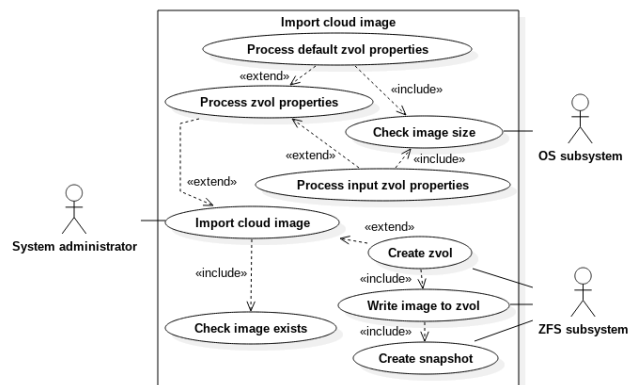 Import cloud image
Process default zvol properties
«extend»
«include»
Process zvol properties
Check image size
OS subsystem
«extend»
«include»
Process input zvol properties
«extend»
Import cloud image
System administrator
«extend»
Create zvol
«include»
«include»
Write image to zvol
ZFS subsystem
Check image exists
«include»
Create snapshot